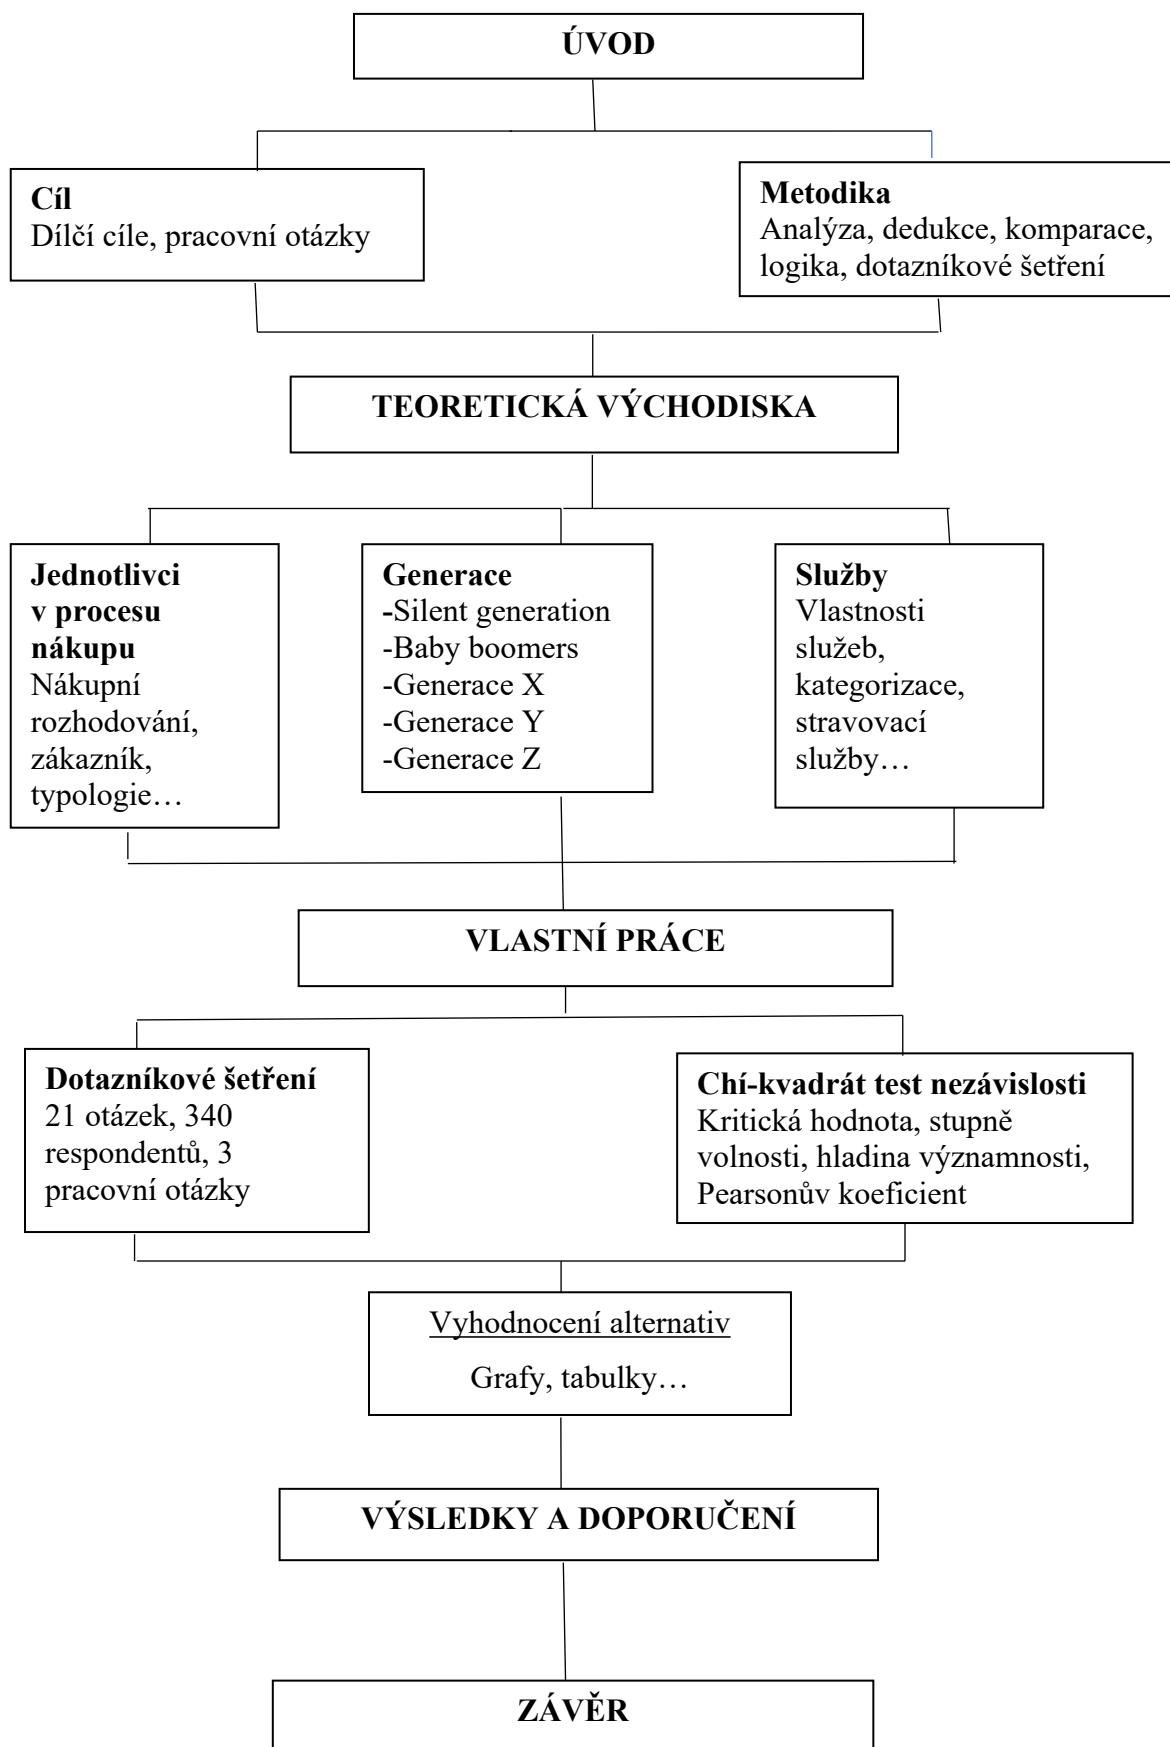 ÚVOD
Cíl
Dílčí cíle, pracovní otázky
Metodika
Analýza, dedukce, komparace,
logika, dotazníkové šetření
TEORETICKÁ VÝCHODISKA
Jednotlivci
v procesu
nákupu
Nákupní
rozhodování,
zákazník,
typologie…
Generace
-Silent generation
-Baby boomers
-Generace X
-Generace Y
-Generace Z
Služby
Vlastnosti
služeb,
kategorizace,
stravovací
služby…
VLASTNÍ PRÁCE
Dotazníkové šetření
21 otázek, 340
respondentů, 3
pracovní otázky
Chí-kvadrát test nezávislosti
Kritická hodnota, stupně
volnosti, hladina významnosti,
Pearsonův koeficient
Vyhodnocení alternativ
Grafy, tabulky…
VÝSLEDKY A DOPORUČENÍ
ZÁVĚR